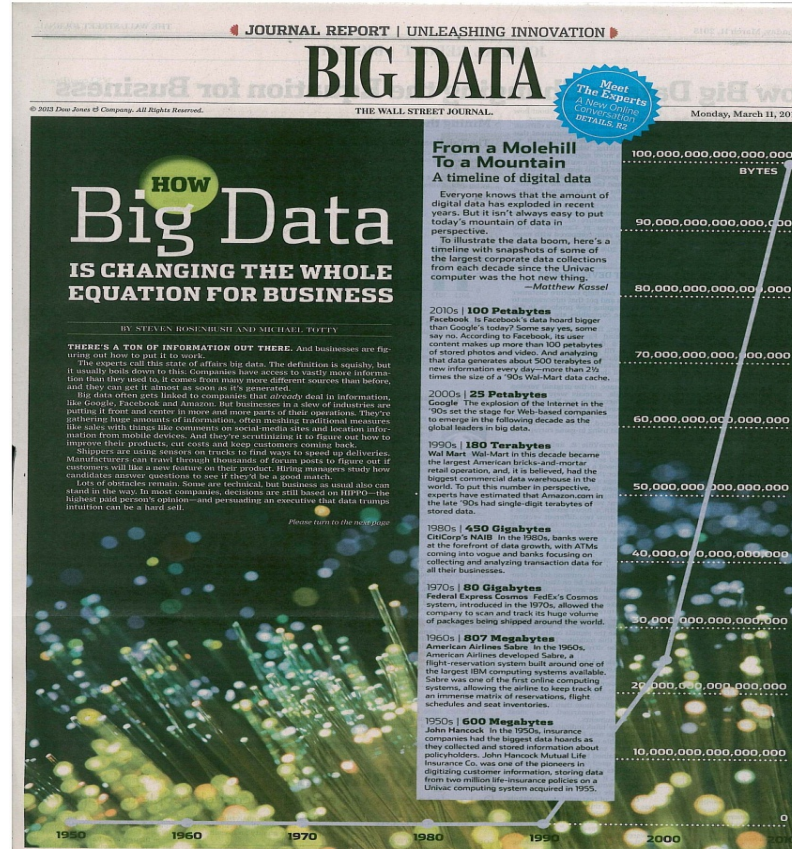 JOURNAL REPORT | UNLEASHING INNOVATION
BIG DATA
Meet
The Experts
A New Online
Conversation
DETAILS, R2
© 2013 Dow Jones & Company. All Rights Reserved.
THE WALL STREET JOURNAL.
Monday, March 11, 201
HOW
Big Data
IS CHANGING THE WHOLE
EQUATION FOR BUSINESS
BY STEVEN ROSENBUSH AND MICHAEL TOTTY
THERE'S A TON OF INFORMATION OUT THERE. And businesses are fig-
uring out how to put it to work.
The experts call this state of affairs big data. The definition is squishy, but
it usually boils down to this: Companies have access to vastly more informa-
tion than they used to, it comes from many more different sources than before,
and they can get it almost as soon as it's generated.
Big data often gets linked to companies that already deal in information,
like Google, Facebook and Amazon. But businesses in a slew of industries are
putting it front and center in more and more parts of their operations. They're
gathering huge amounts of information, often meshing traditional measures
like sales with things like comments on social-media sites and location infor-
mation from mobile devices. And they're scrutinizing it to figure out how to
improve their products, cut costs and keep customers coming back.
Shippers are using sensors on trucks to find ways to speed up deliveries.
Manufacturers can trawl through thousands of forum posts to figure out if
customers will like a new feature on their product. Hiring managers study how
candidates answer questions to see if they'd be a good match.
Lots of obstacles remain. Some are technical, but business as usual also can
stand in the way. In most companies, decisions are still based on HIPPO—the
highest paid person's opinion—and persuading an executive that data trumps
intuition can be a hard sell.
Please turn to the next page
From a Molehill
To a Mountain
A timeline of digital data
Everyone knows that the amount of
digital data has exploded in recent
years. But it isn't always easy to put
today's mountain of data in
perspective.
To illustrate the data boom, here's a
timeline with snapshots of some of
the largest corporate data collections
from each decade since the Univac
computer was the hot new thing.
—Matthew Kassel
2010s | 100 Petabytes
Facebook Is Facebook's data hoard bigger
than Google's today? Some say yes, some
say no. According to Facebook, its user
content makes up more than 100 petabytes
of stored photos and video. And analyzing
that data generates about 500 terabytes of
new information every day—more than 2½
times the size of a '90s Wal-Mart data cache.
2000s | 25 Petabytes
Google The explosion of the Internet in the
'90s set the stage for Web-based companies
to emerge in the following decade as the
global leaders in big data.
1990s | 180 Terabytes
Wal Mart Wal-Mart in this decade became
the largest American bricks-and-mortar
retail operation, and, it is believed, had the
biggest commercial data warehouse in the
world. To put this number in perspective,
experts have estimated that Amazon.com in
the late '90s had single-digit terabytes of
stored data.
1980s | 450 Gigabytes
CitiCorp's NAIB In the 1980s, banks were
at the forefront of data growth, with ATMs
coming into vogue and banks focusing on
collecting and analyzing transaction data for
all their businesses.
1970s | 80 Gigabytes
Federal Express Cosmos FedEx's Cosmos
system, introduced in the 1970s, allowed the
company to scan and track its huge volume
of packages being shipped around the world.
1960s | 807 Megabytes
American Airlines Sabre In the 1960s,
American Airlines developed Sabre, a
flight-reservation system built around one of
the largest IBM computing systems available.
Sabre was one of the first online computing
systems, allowing the airline to keep track of
an immense matrix of reservations, flight
schedules and seat inventories.
1950s | 600 Megabytes
John Hancock In the 1950s, insurance
companies had the biggest data hoards as
they collected and stored information about
policyholders. John Hancock Mutual Life
Insurance Co. was one of the pioneers in
digitizing customer information, storing data
from two million life-insurance policies on a
Univac computing system acquired in 1955.
100,000,000,000,000,000
BYTES
90,000,000,000,000,000
80,000,000,000,000,000
70,000,000,000,000,000
60,000,000,000,000,000
50,000,000,000,000,000
40,000,000,000,000,000
30,000,000,000,000,000
20,000,000,000,000,000
10,000,000,000,000,000
0
1950
1960
1970
1980
1990
2000